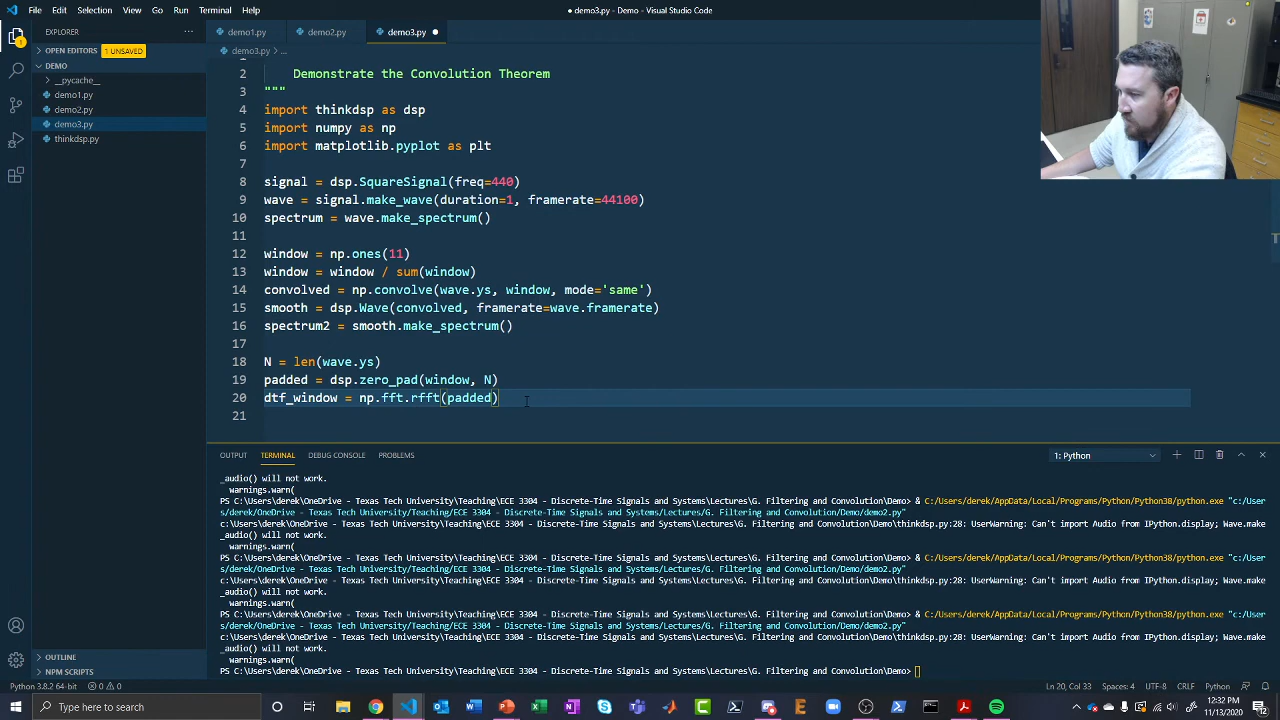 File Edit Selection View Go Run Terminal Help
● demo3.py - Demo - Visual Studio Code
EXPLORER ···
OPEN EDITORS 1 UNSAVED
DEMO
__pycache__
demo1.py
demo2.py
demo3.py
thinkdsp.py
OUTLINE
NPM SCRIPTS
demo1.py demo2.py demo3.py ●
demo3.py > ...
1
2 Demonstrate the Convolution Theorem
3 """
4 import thinkdsp as dsp
5 import numpy as np
6 import matplotlib.pyplot as plt
7
8 signal = dsp.SquareSignal(freq=440)
9 wave = signal.make_wave(duration=1, framerate=44100)
10 spectrum = wave.make_spectrum()
11
12 window = np.ones(11)
13 window = window / sum(window)
14 convolved = np.convolve(wave.ys, window, mode='same')
15 smooth = dsp.Wave(convolved, framerate=wave.framerate)
16 spectrum2 = smooth.make_spectrum()
17
18 N = len(wave.ys)
19 padded = dsp.zero_pad(window, N)
20 dtf_window = np.fft.rfft(padded)
21
OUTPUT TERMINAL DEBUG CONSOLE PROBLEMS 1: Python
_audio() will not work.
warnings.warn(
PS C:\Users\derek\OneDrive - Texas Tech University\Teaching\ECE 3304 - Discrete-Time Signals and Systems\Lectures\G. Filtering and Convolution\Demo> & C:/Users/derek/AppData/Local/Programs/Python/Python38/python.exe "c:/User
s/derek/OneDrive - Texas Tech University/Teaching/ECE 3304 - Discrete-Time Signals and Systems/Lectures/G. Filtering and Convolution/Demo/demo2.py"
c:\Users\derek\OneDrive - Texas Tech University\Teaching\ECE 3304 - Discrete-Time Signals and Systems\Lectures\G. Filtering and Convolution\Demo\thinkdsp.py:28: UserWarning: Can't import Audio from IPython.display; Wave.make
_audio() will not work.
warnings.warn(
PS C:\Users\derek\OneDrive - Texas Tech University\Teaching\ECE 3304 - Discrete-Time Signals and Systems\Lectures\G. Filtering and Convolution\Demo> & C:/Users/derek/AppData/Local/Programs/Python/Python38/python.exe "c:/User
s/derek/OneDrive - Texas Tech University/Teaching/ECE 3304 - Discrete-Time Signals and Systems/Lectures/G. Filtering and Convolution/Demo/demo2.py"
c:\Users\derek\OneDrive - Texas Tech University\Teaching\ECE 3304 - Discrete-Time Signals and Systems\Lectures\G. Filtering and Convolution\Demo\thinkdsp.py:28: UserWarning: Can't import Audio from IPython.display; Wave.make
_audio() will not work.
warnings.warn(
PS C:\Users\derek\OneDrive - Texas Tech University\Teaching\ECE 3304 - Discrete-Time Signals and Systems\Lectures\G. Filtering and Convolution\Demo> & C:/Users/derek/AppData/Local/Programs/Python/Python38/python.exe "c:/User
s/derek/OneDrive - Texas Tech University/Teaching/ECE 3304 - Discrete-Time Signals and Systems/Lectures/G. Filtering and Convolution/Demo/demo2.py"
c:\Users\derek\OneDrive - Texas Tech University\Teaching\ECE 3304 - Discrete-Time Signals and Systems\Lectures\G. Filtering and Convolution\Demo\thinkdsp.py:28: UserWarning: Can't import Audio from IPython.display; Wave.make
_audio() will not work.
warnings.warn(
PS C:\Users\derek\OneDrive - Texas Tech University\Teaching\ECE 3304 - Discrete-Time Signals and Systems\Lectures\G. Filtering and Convolution\Demo>
Python 3.8.2 64-bit 0 0 Ln 20, Col 33 Spaces: 4 UTF-8 CRLF Python
Type here to search
12:32 PM
11/13/2020